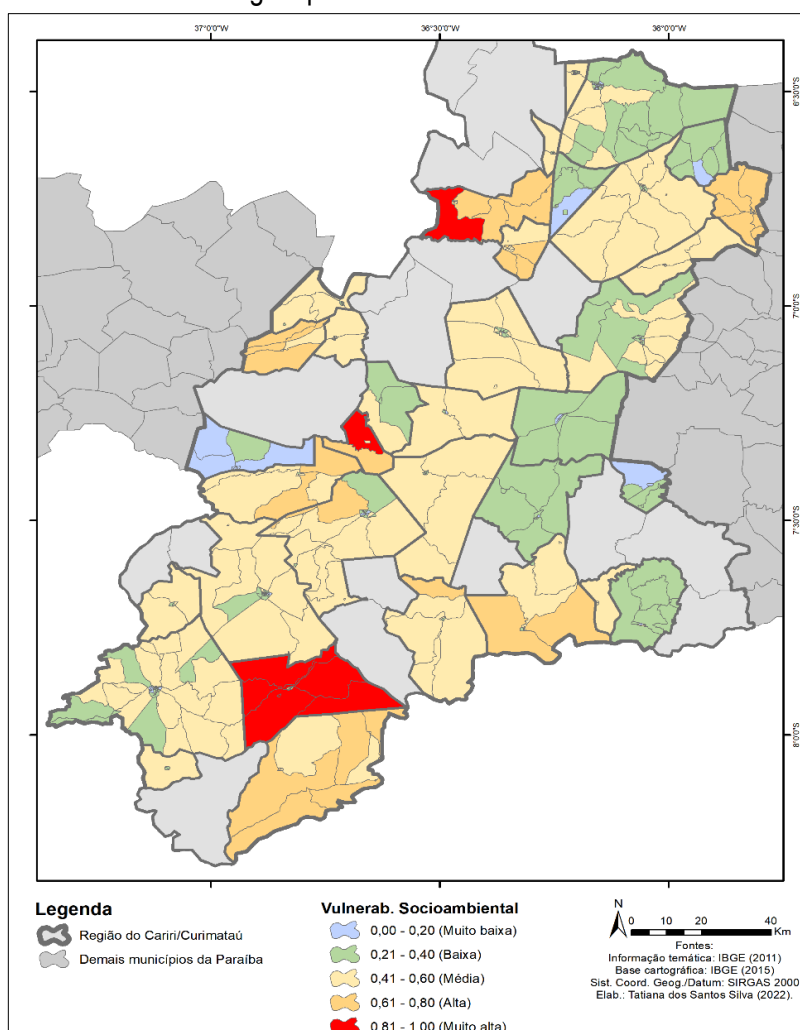 37°0'0"W 36°30'0"W 36°0'0"W
6°30'0"S
7°0'0"S
7°30'0"S
8°0'0"S
Legenda
Região do Cariri/Curimataú
Demais municípios da Paraíba
Vulnerab. Socioambiental
0,00 - 0,20 (Muito baixa)
0,21 - 0,40 (Baixa)
0,41 - 0,60 (Média)
0,61 - 0,80 (Alta)
0,81 - 1,00 (Muito alta)
N
0 10 20 40
Km
Fontes:
Informação temática: IBGE (2011)
Base cartográfica: IBGE (2015)
Sist. Coord. Geog./Datum: SIRGAS 2000
Elab.: Tatiana dos Santos Silva (2022).